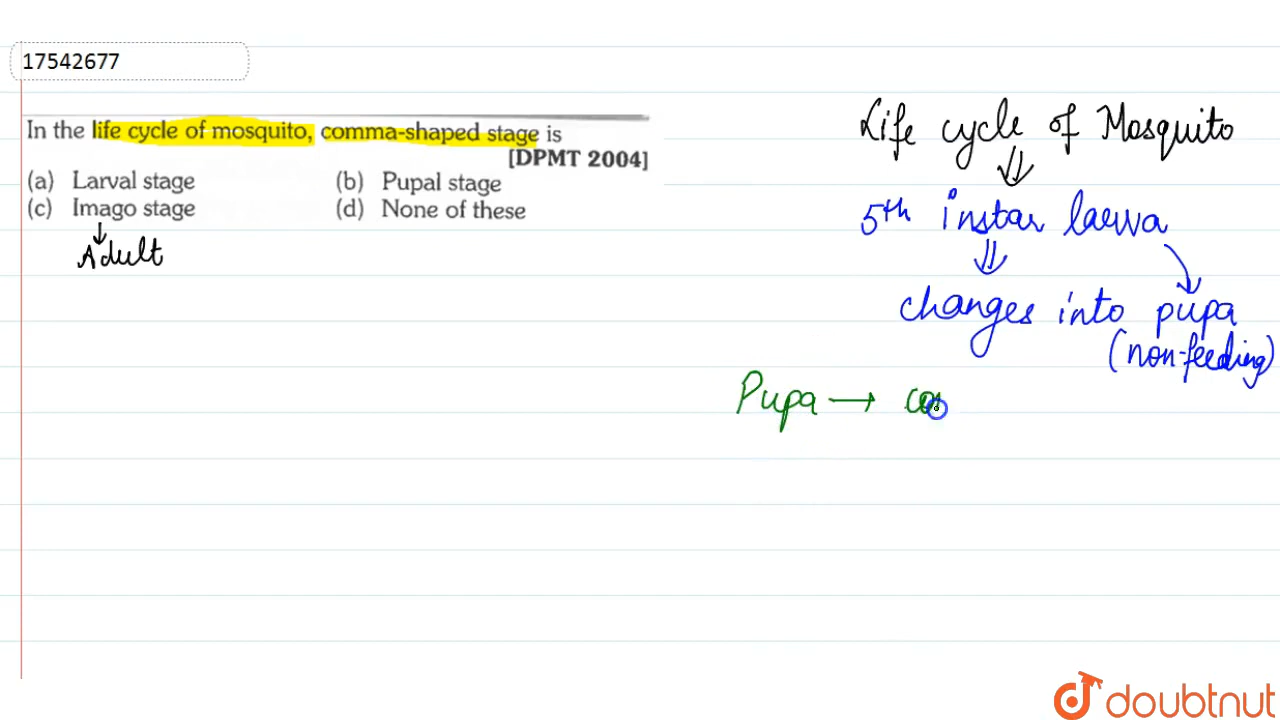 17542677
In the life cycle of mosquito, comma-shaped stage is
[DPMT 2004]
(a) Larval stage (b) Pupal stage
(c) Imago stage (d) None of these
↓
Adult
Life cycle of Mosquito
⇓
5th instar larva
⇓
changes into pupa
(non-feeding)
Pupa → co
doubtnut